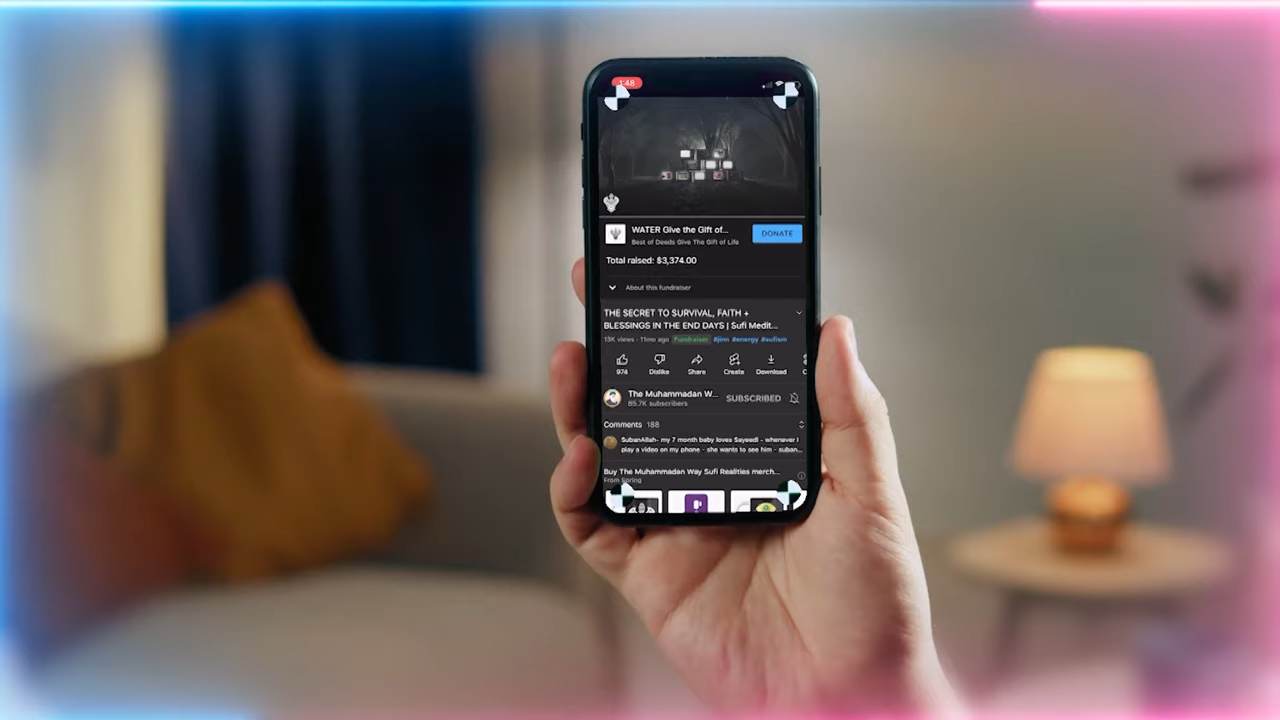 1:48
WATER Give the Gift of...
Best of Deeds Give The Gift of Life
DONATE
Total raised: $3,374.00
About this fundraiser
THE SECRET TO SURVIVAL, FAITH +
BLESSINGS IN THE END DAYS | Sufi Medit...
13K views · 11mo ago Fundraiser #jinn #energy #sufism
974 Dislike Share Create Download C
The Muhammadan W... SUBSCRIBED
85.7K subscribers
Comments 188
SubanAllah- my 7 month baby loves Sayeedi - whenever I
play a video on my phone - she wants to see him - suban...
Buy The Muhammadan Way Sufi Realities merch...
From Spring